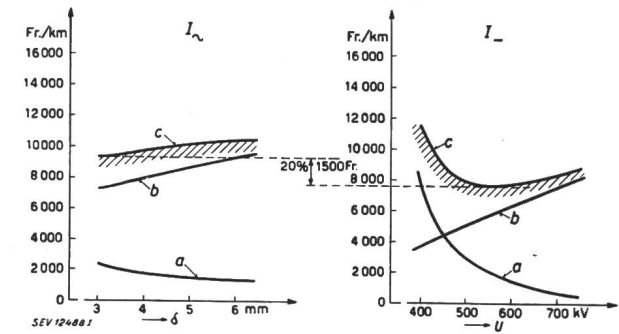 Fr./km
I~
16 000
14 000
12 000
10 000
8 000
6 000
4 000
2 000
0
c
b
a
3 4 5 6 mm
δ
SEV 12488 I
20% 1500 Fr.
Fr./km
I_
16 000
14 000
12 000
10 000
8 000
6 000
4 000
2 000
0
c
b
a
400 500 600 700 kV
U